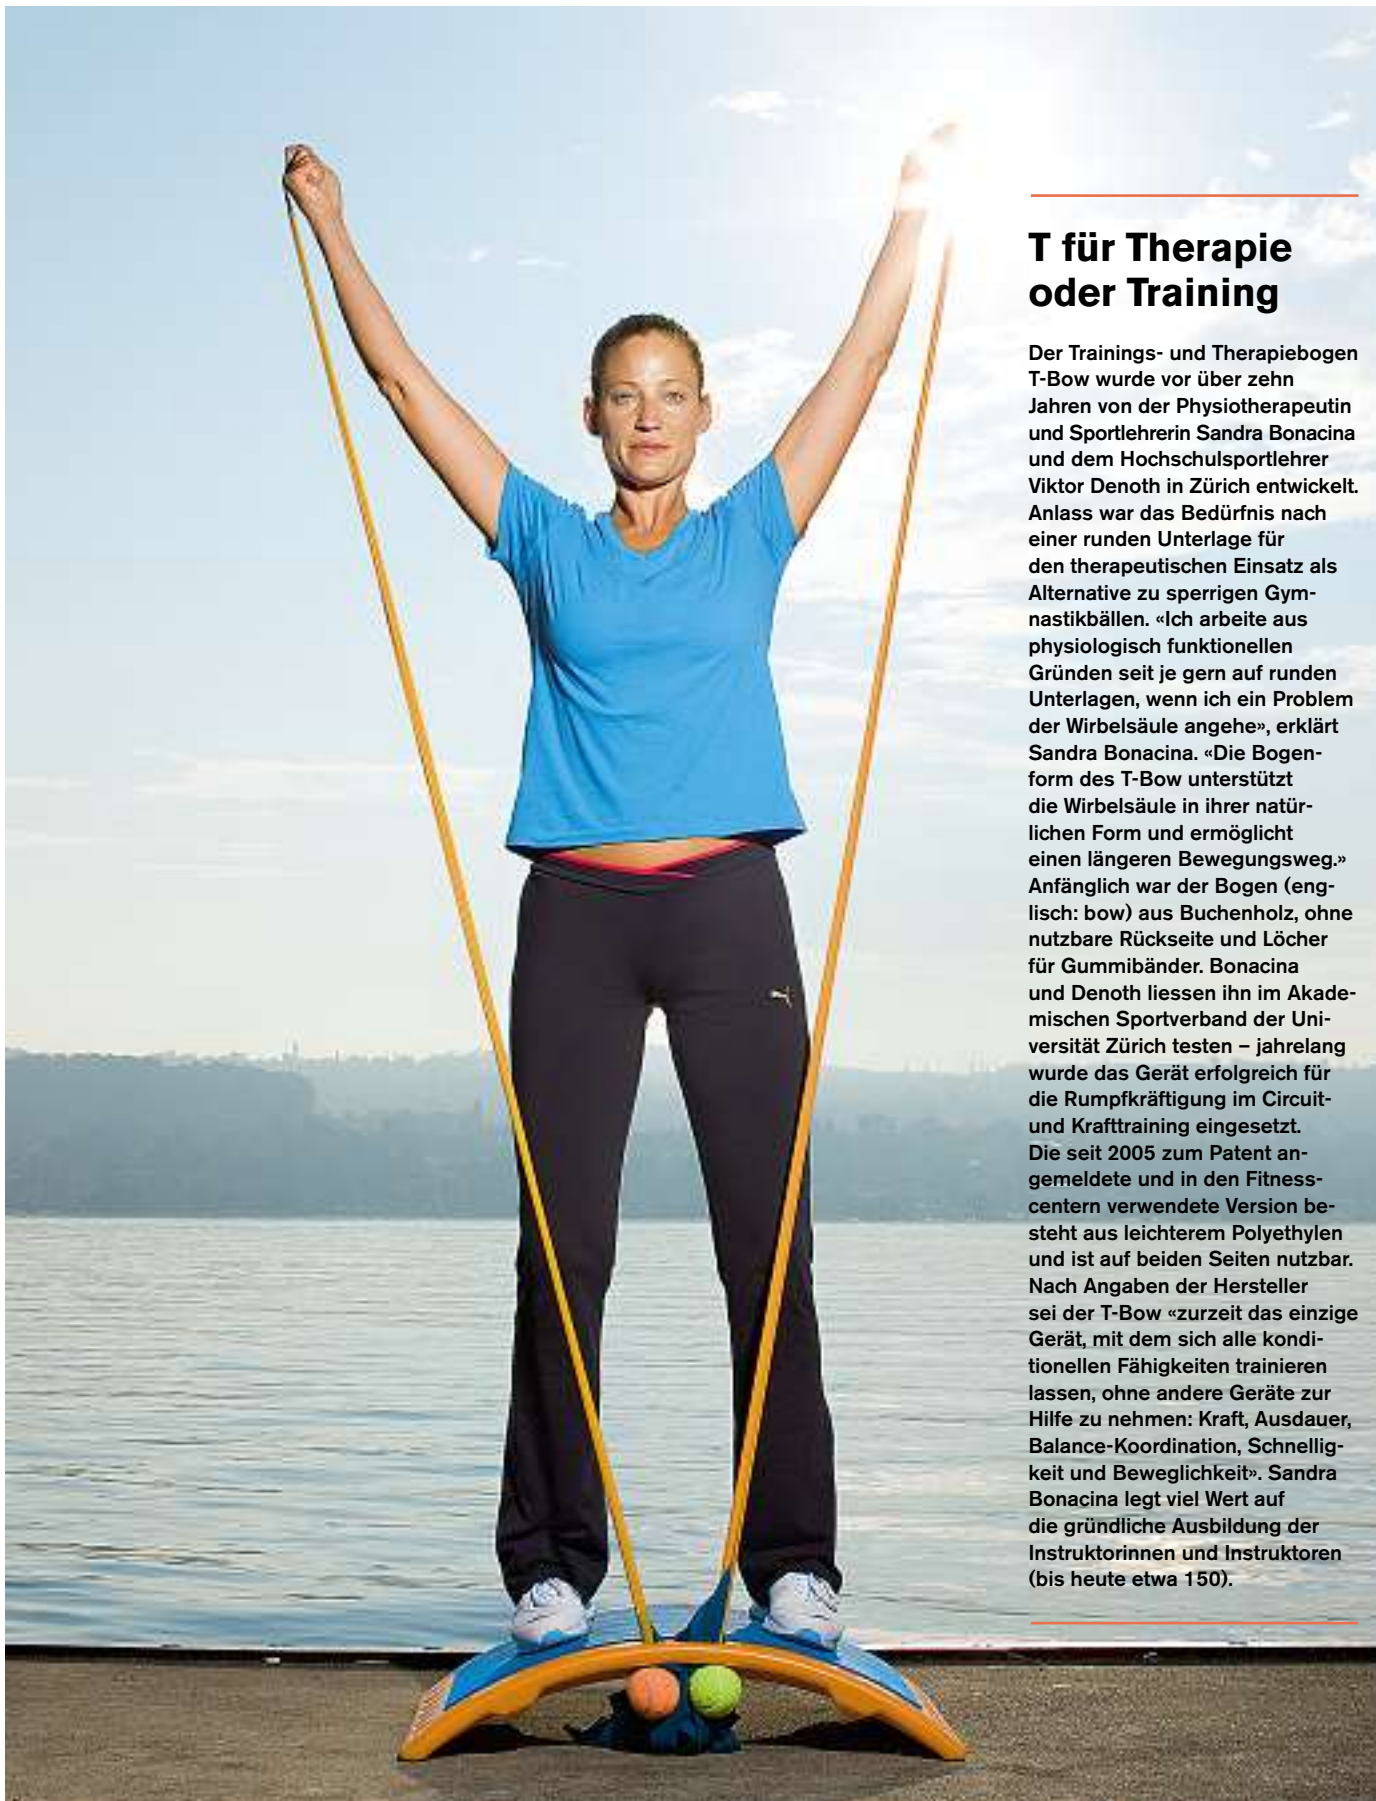 T für Therapie
oder Training
Der Trainings- und Therapiebogen
T-Bow wurde vor über zehn
Jahren von der Physiotherapeutin
und Sportlehrerin Sandra Bonacina
und dem Hochschulsportlehrer
Viktor Denoth in Zürich entwickelt.
Anlass war das Bedürfnis nach
einer runden Unterlage für
den therapeutischen Einsatz als
Alternative zu sperrigen Gym-
nastikbällen. «Ich arbeite aus
physiologisch funktionellen
Gründen seit je gern auf runden
Unterlagen, wenn ich ein Problem
der Wirbelsäule angehe», erklärt
Sandra Bonacina. «Die Bogen-
form des T-Bow unterstützt
die Wirbelsäule in ihrer natür-
lichen Form und ermöglicht
einen längeren Bewegungsweg.»
Anfänglich war der Bogen (eng-
lisch: bow) aus Buchenholz, ohne
nutzbare Rückseite und Löcher
für Gummibänder. Bonacina
und Denoth liessen ihn im Akade-
mischen Sportverband der Uni-
versität Zürich testen – jahrelang
wurde das Gerät erfolgreich für
die Rumpfkräftigung im Circuit-
und Krafttraining eingesetzt.
Die seit 2005 zum Patent an-
gemeldete und in den Fitness-
centern verwendete Version be-
steht aus leichterem Polyethylen
und ist auf beiden Seiten nutzbar.
Nach Angaben der Hersteller
sei der T-Bow «zurzeit das einzige
Gerät, mit dem sich alle kondi-
tionellen Fähigkeiten trainieren
lassen, ohne andere Geräte zur
Hilfe zu nehmen: Kraft, Ausdauer,
Balance-Koordination, Schnellig-
keit und Beweglichkeit». Sandra
Bonacina legt viel Wert auf
die gründliche Ausbildung der
Instruktorinnen und Instruktoren
(bis heute etwa 150).